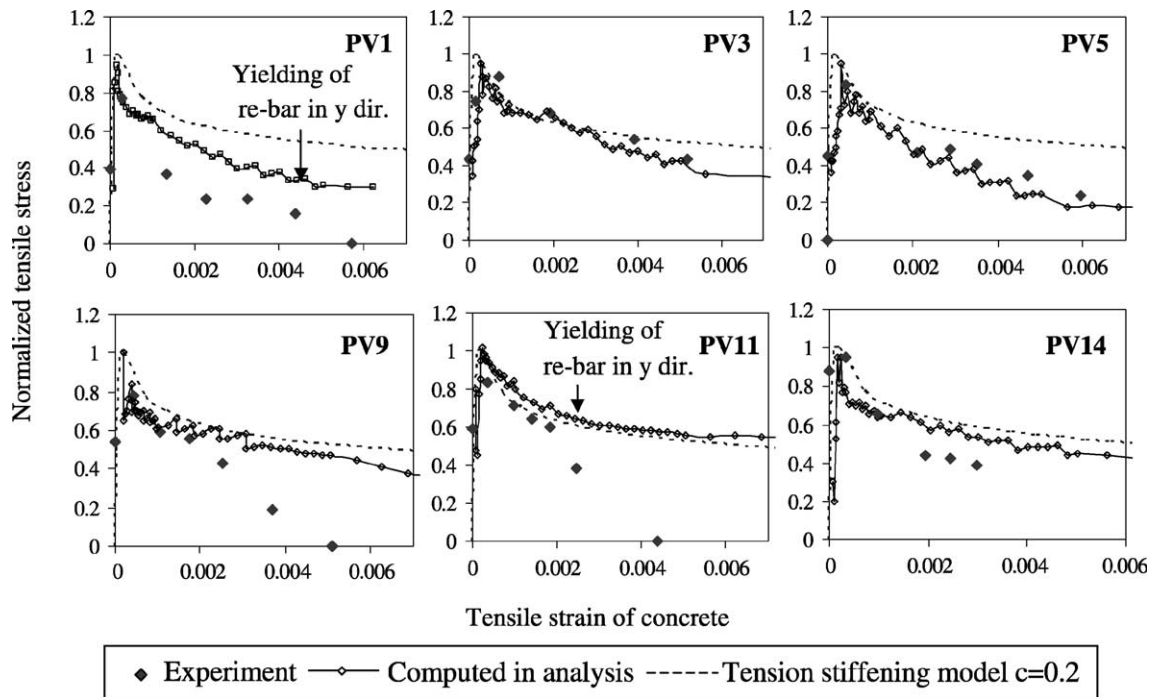 Normalized tensile stress
1.2
1
0.8
0.6
0.4
0.2
0
PV1
Yielding of
re-bar in y dir.
0 0.002 0.004 0.006
1.2
1
0.8
0.6
0.4
0.2
0
PV3
0 0.002 0.004 0.006
1.2
1
0.8
0.6
0.4
0.2
0
PV5
0 0.002 0.004 0.006
1.2
1
0.8
0.6
0.4
0.2
0
PV9
0 0.002 0.004 0.006
1.2
1
0.8
0.6
0.4
0.2
0
Yielding of
re-bar in y dir.
PV11
0 0.002 0.004 0.006
1.2
1
0.8
0.6
0.4
0.2
0
PV14
0 0.002 0.004 0.006
Tensile strain of concrete
Experiment Computed in analysis Tension stiffening model c=0.2